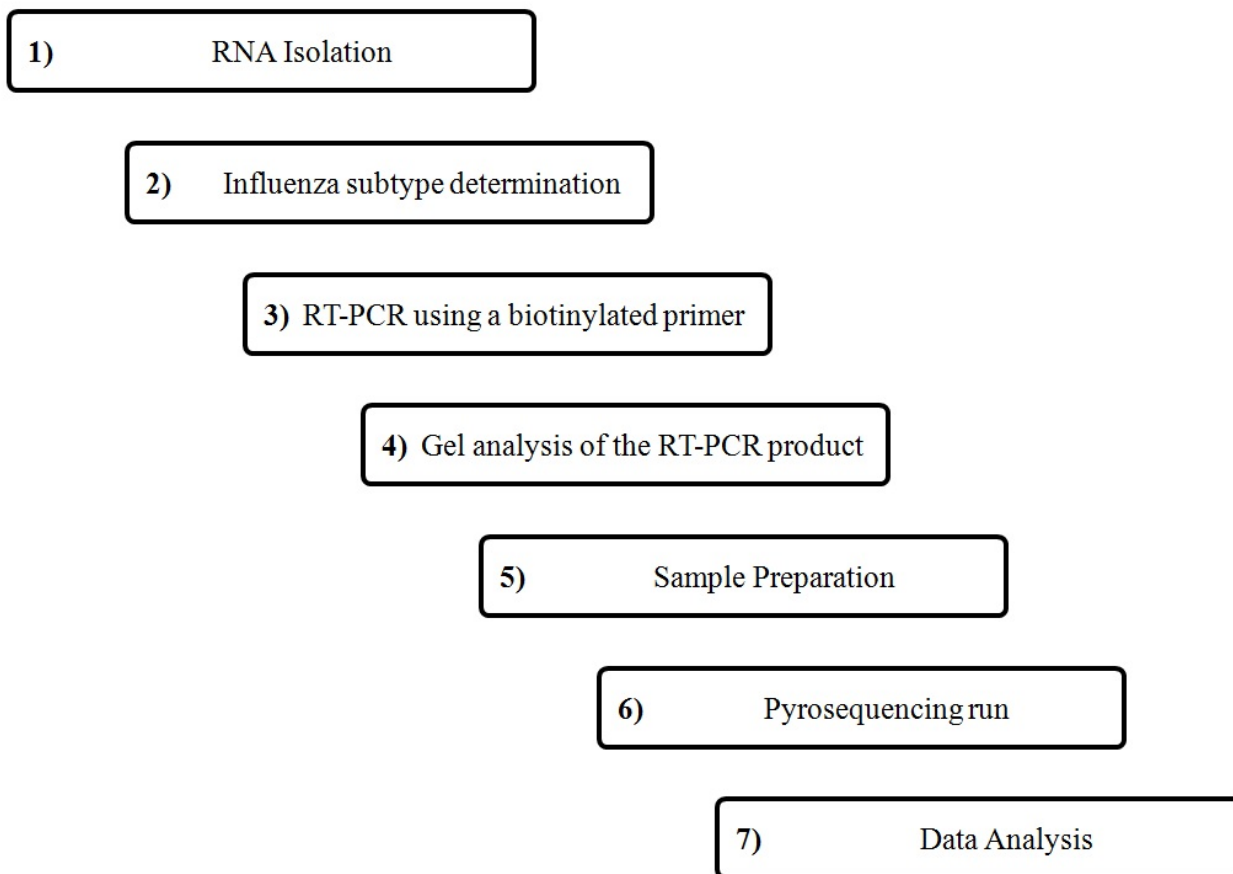 1) RNA Isolation
2) Influenza subtype determination
3) RT-PCR using a biotinylated primer
4) Gel analysis of the RT-PCR product
5) Sample Preparation
6) Pyrosequencing run
7) Data Analysis